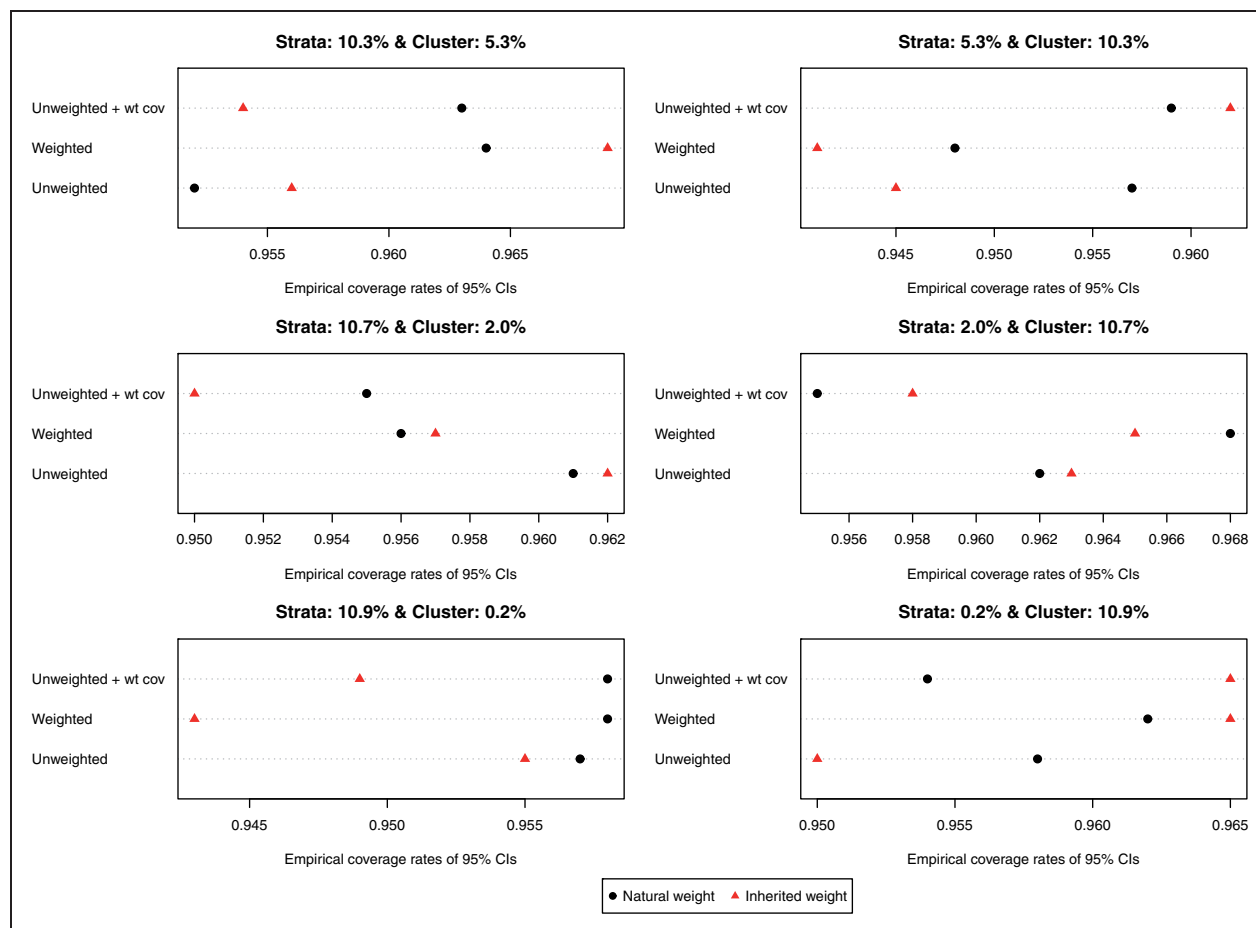 Strata: 10.3% & Cluster: 5.3%
Unweighted + wt cov
Weighted
Unweighted
0.955 0.960 0.965
Empirical coverage rates of 95% CIs
Strata: 5.3% & Cluster: 10.3%
Unweighted + wt cov
Weighted
Unweighted
0.945 0.950 0.955 0.960
Empirical coverage rates of 95% CIs
Strata: 10.7% & Cluster: 2.0%
Unweighted + wt cov
Weighted
Unweighted
0.950 0.952 0.954 0.956 0.958 0.960 0.962
Empirical coverage rates of 95% CIs
Strata: 2.0% & Cluster: 10.7%
Unweighted + wt cov
Weighted
Unweighted
0.956 0.958 0.960 0.962 0.964 0.966 0.968
Empirical coverage rates of 95% CIs
Strata: 10.9% & Cluster: 0.2%
Unweighted + wt cov
Weighted
Unweighted
0.945 0.950 0.955
Empirical coverage rates of 95% CIs
Strata: 0.2% & Cluster: 10.9%
Unweighted + wt cov
Weighted
Unweighted
0.950 0.955 0.960 0.965
Empirical coverage rates of 95% CIs
Natural weight Inherited weight